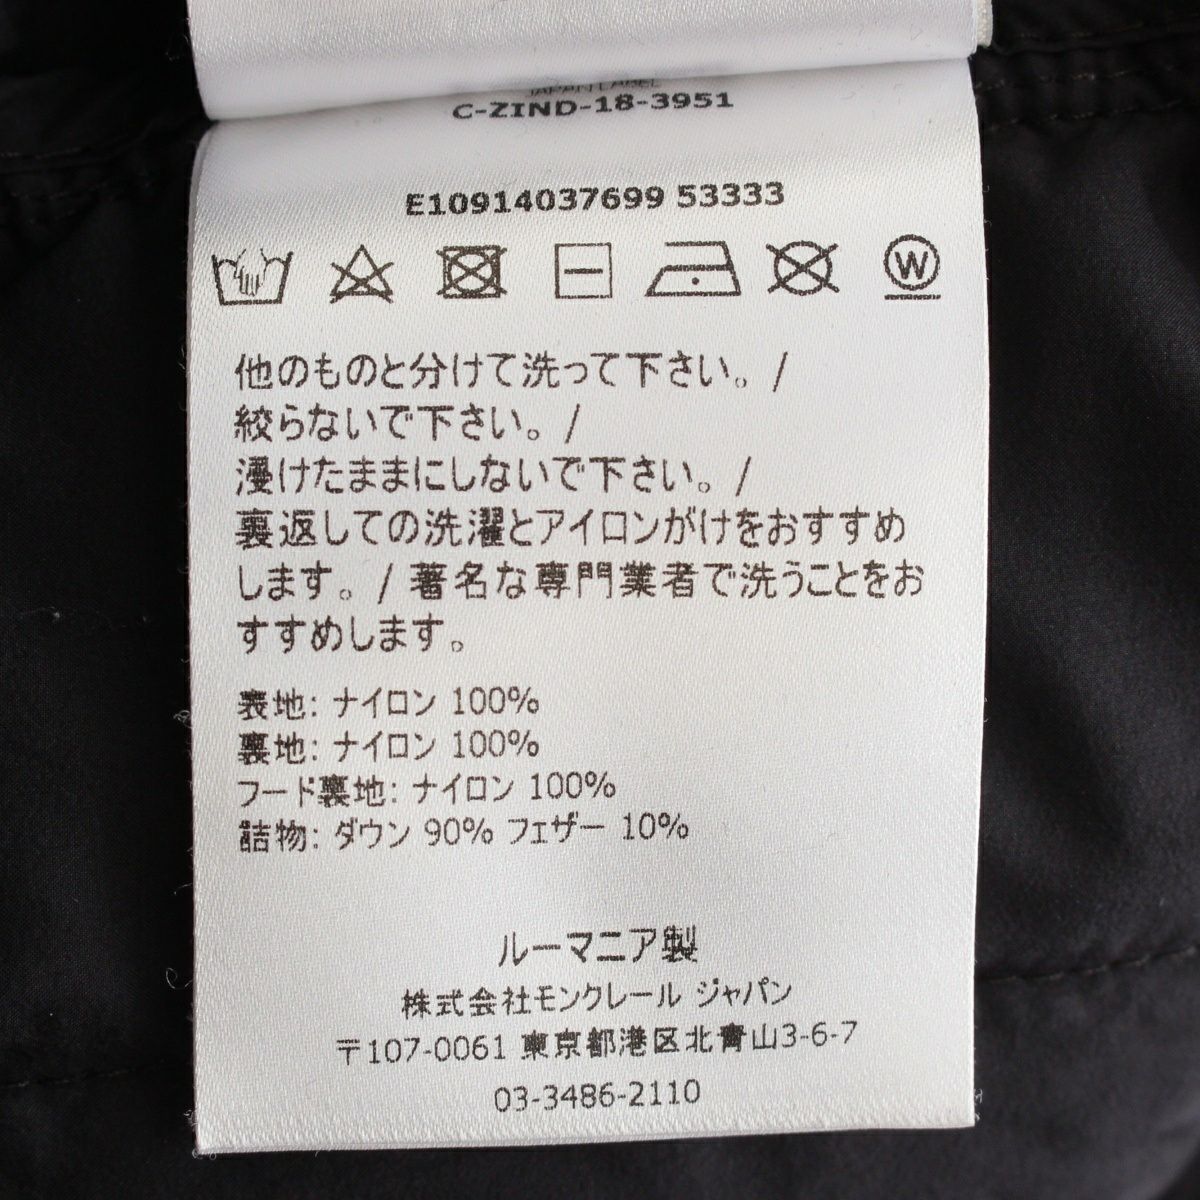 JAPAN LABEL
C-ZIND-18-3951
E10914037699 53333
W
他のものと分けて洗って下さい。/
絞らないで下さい。/
浸けたままにしないで下さい。/
裏返しての洗濯とアイロンがけをおすすめ
します。/ 著名な専門業者で洗うことをお
すすめします。
表地: ナイロン 100%
裏地: ナイロン 100%
フード裏地: ナイロン 100%
詰物: ダウン 90% フェザー 10%
ルーマニア製
株式会社モンクレール ジャパン
〒107-0061 東京都港区北青山3-6-7
03-3486-2110